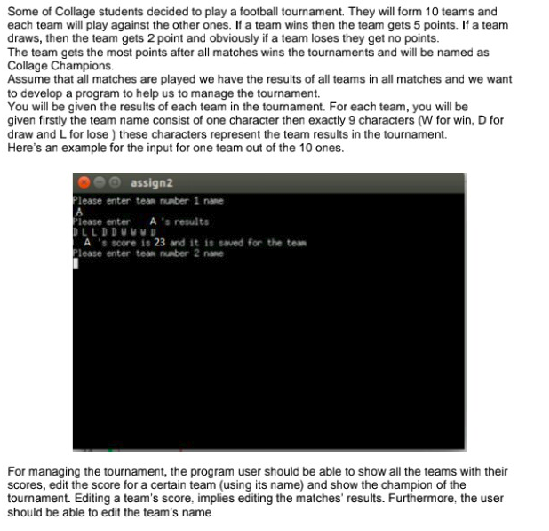 Some of Collage students decided to play a football tournament. They will form 10 teams and
each team will play against the other ones. If a team wins then the team gets 5 points. If a team
draws, then the team gets 2 point and obviously if a team loses they get no points.
The team gets the most points after all matches wins the tournaments and will be named as
Collage Champions.
Assume that all matches are played we have the results of all teams in all matches and we want
to develop a program to help us to manage the tournament.
You will be given the results of each team in the tournament. For each team, you will be
given firstly the team name consist of one character then exactly 9 characters (W for win, D for
draw and L for lose ) these characters represent the team results in the tournament.
Here's an example for the input for one team out of the 10 ones.
assign2
Please enter team number 1 name
A
Please enter A 's results
D L L D D W W W D
A 's score is 23 and it is saved for the team
Please enter team number 2 name
For managing the tournament, the program user should be able to show all the teams with their
scores, edit the score for a certain team (using its name) and show the champion of the
tournament. Editing a team's score, implies editing the matches' results. Furthermore, the user
should be able to edit the team's name